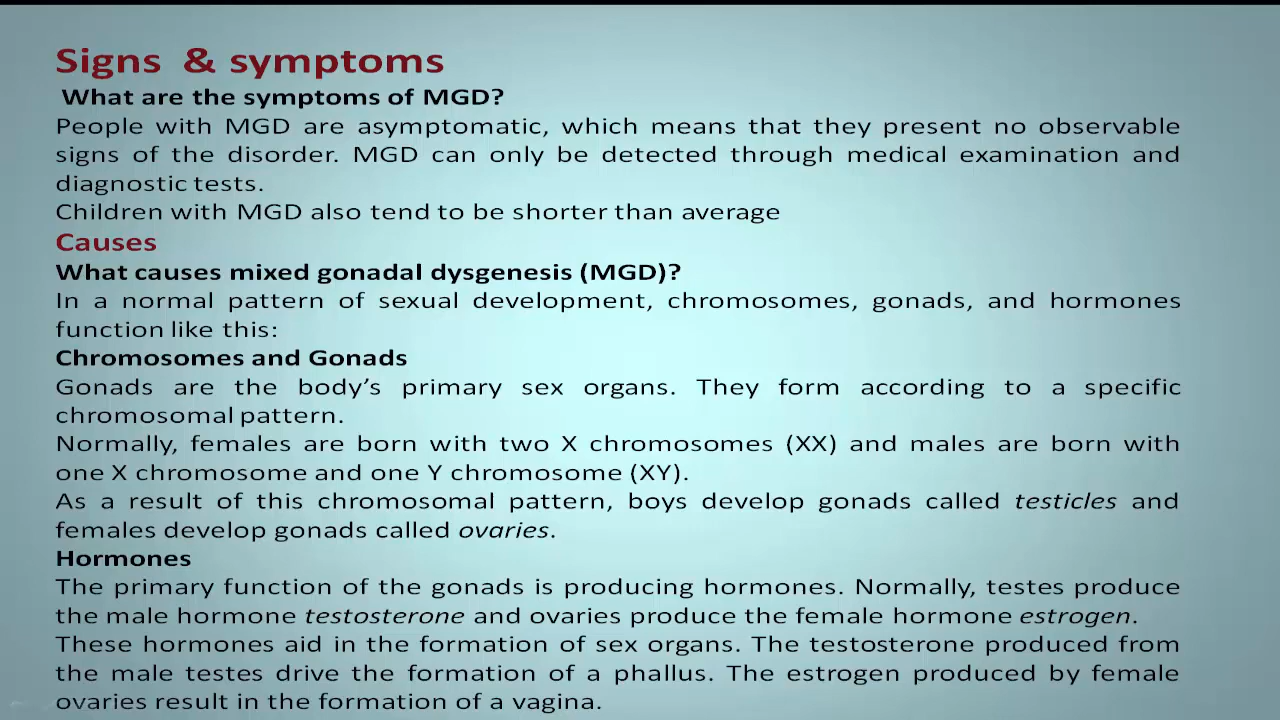 Signs & symptoms
What are the symptoms of MGD?
People with MGD are asymptomatic, which means that they present no observable
signs of the disorder. MGD can only be detected through medical examination and
diagnostic tests.
Children with MGD also tend to be shorter than average
Causes
What causes mixed gonadal dysgenesis (MGD)?
In a normal pattern of sexual development, chromosomes, gonads, and hormones
function like this:
Chromosomes and Gonads
Gonads are the body’s primary sex organs. They form according to a specific
chromosomal pattern.
Normally, females are born with two X chromosomes (XX) and males are born with
one X chromosome and one Y chromosome (XY).
As a result of this chromosomal pattern, boys develop gonads called testicles and
females develop gonads called ovaries.
Hormones
The primary function of the gonads is producing hormones. Normally, testes produce
the male hormone testosterone and ovaries produce the female hormone estrogen.
These hormones aid in the formation of sex organs. The testosterone produced from
the male testes drive the formation of a phallus. The estrogen produced by female
ovaries result in the formation of a vagina.